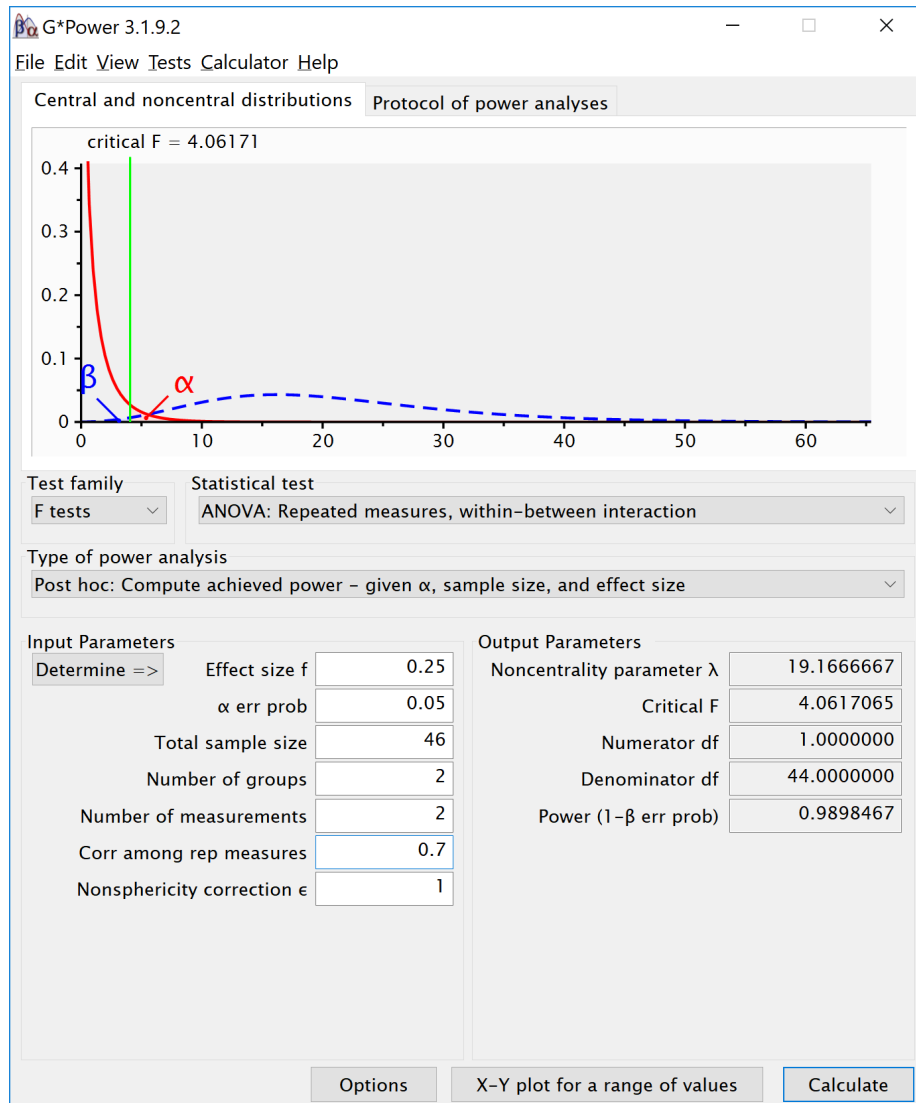 G*Power 3.1.9.2
File Edit View Tests Calculator Help
Central and noncentral distributions
Protocol of power analyses
critical F = 4.06171
0.4
0.3
0.2
0.1
0
β
α
0 10 20 30 40 50 60
Test family
Statistical test
F tests
ANOVA: Repeated measures, within-between interaction
Type of power analysis
Post hoc: Compute achieved power - given α, sample size, and effect size
Input Parameters
Determine =>
Effect size f 0.25
α err prob 0.05
Total sample size 46
Number of groups 2
Number of measurements 2
Corr among rep measures 0.7
Nonsphericity correction ϵ 1
Output Parameters
Noncentrality parameter λ 19.1666667
Critical F 4.0617065
Numerator df 1.0000000
Denominator df 44.0000000
Power (1-β err prob) 0.9898467
Options
X-Y plot for a range of values
Calculate